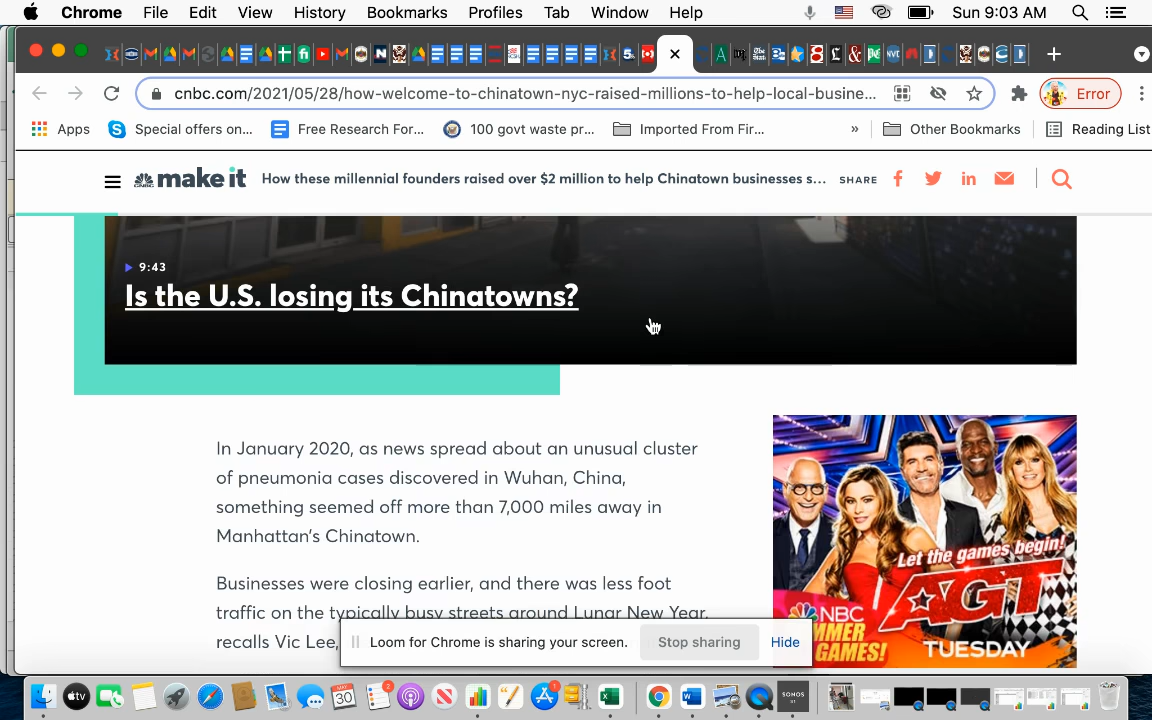 Chrome File Edit View History Bookmarks Profiles Tab Window Help Sun 9:03 AM
cnbc.com/2021/05/28/how-welcome-to-chinatown-nyc-raised-millions-to-help-local-busine... Error
Apps Special offers on... Free Research For... 100 govt waste pr... Imported From Fir... » Other Bookmarks Reading List
make it How these millennial founders raised over $2 million to help Chinatown businesses s... SHARE
9:43
Is the U.S. losing its Chinatowns?
In January 2020, as news spread about an unusual cluster
of pneumonia cases discovered in Wuhan, China,
something seemed off more than 7,000 miles away in
Manhattan's Chinatown.
Businesses were closing earlier, and there was less foot
traffic on the typically busy streets around Lunar New Year,
recalls Vic Lee,
Let the games begin!
AGT
NBC
MMER
GAMES!
TUESDAY
Loom for Chrome is sharing your screen. Stop sharing Hide
tv
MAY
30
2
1
SONOS